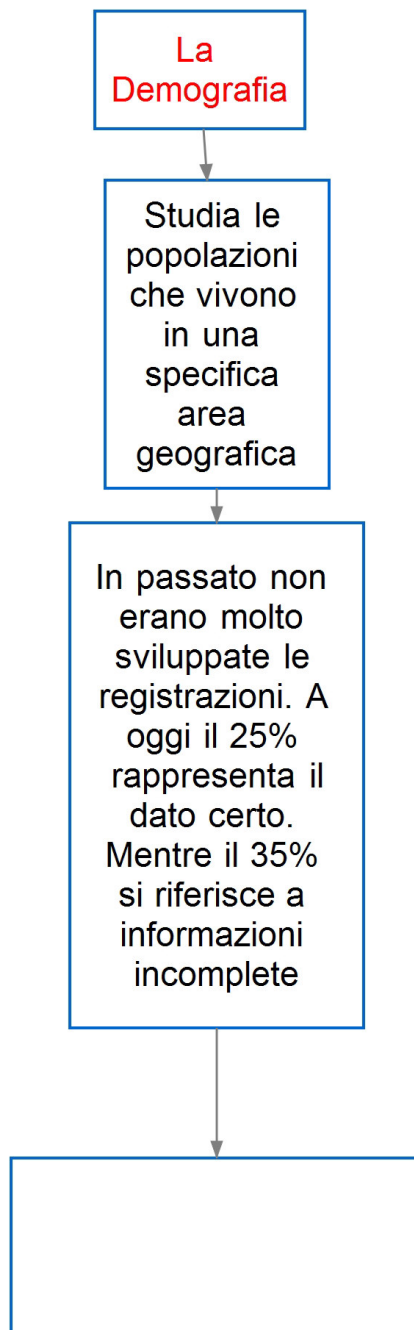 La
Demografia
Studia le
popolazioni
che vivono
in una
specifica
area
geografica
In passato non
erano molto
sviluppate le
registrazioni. A
oggi il 25%
rappresenta il
dato certo.
Mentre il 35%
si riferisce a
informazioni
incomplete